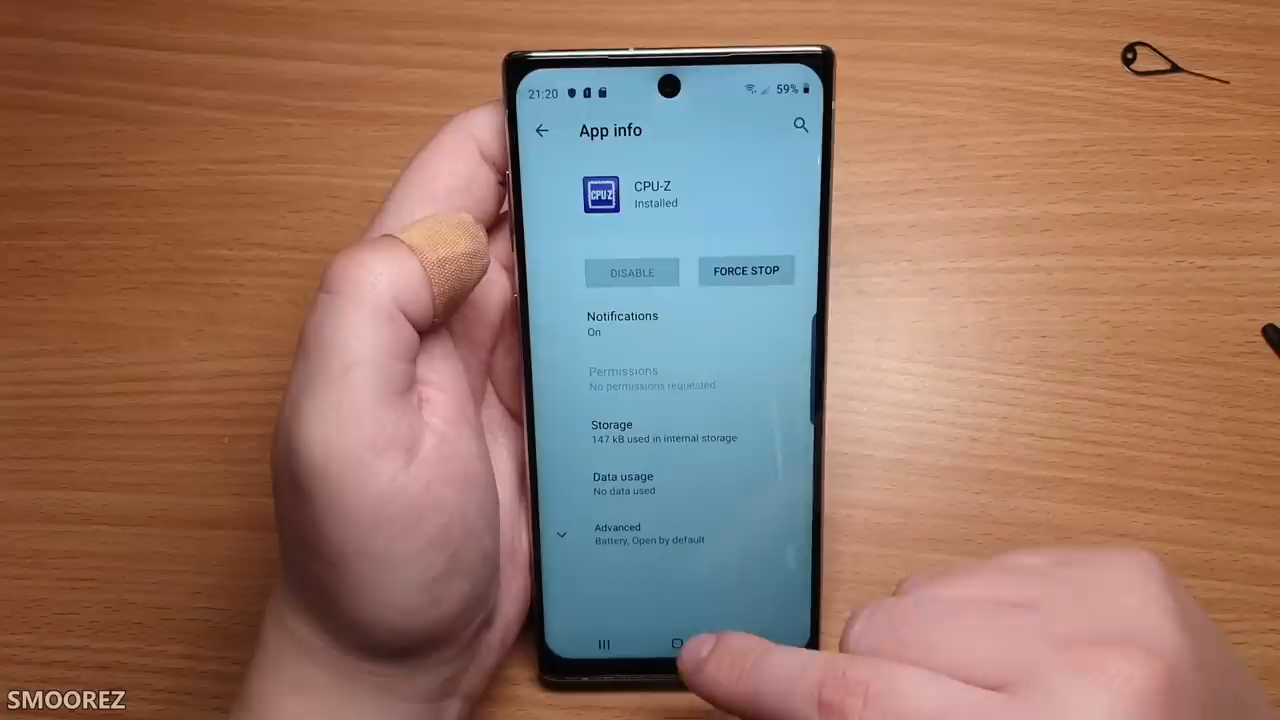 21:20
59%
App info
CPU Z
CPU-Z
Installed
DISABLE
FORCE STOP
Notifications
On
Permissions
No permissions requested
Storage
147 kB used in internal storage
Data usage
No data used
Advanced
Battery, Open by default
SMOOREZ